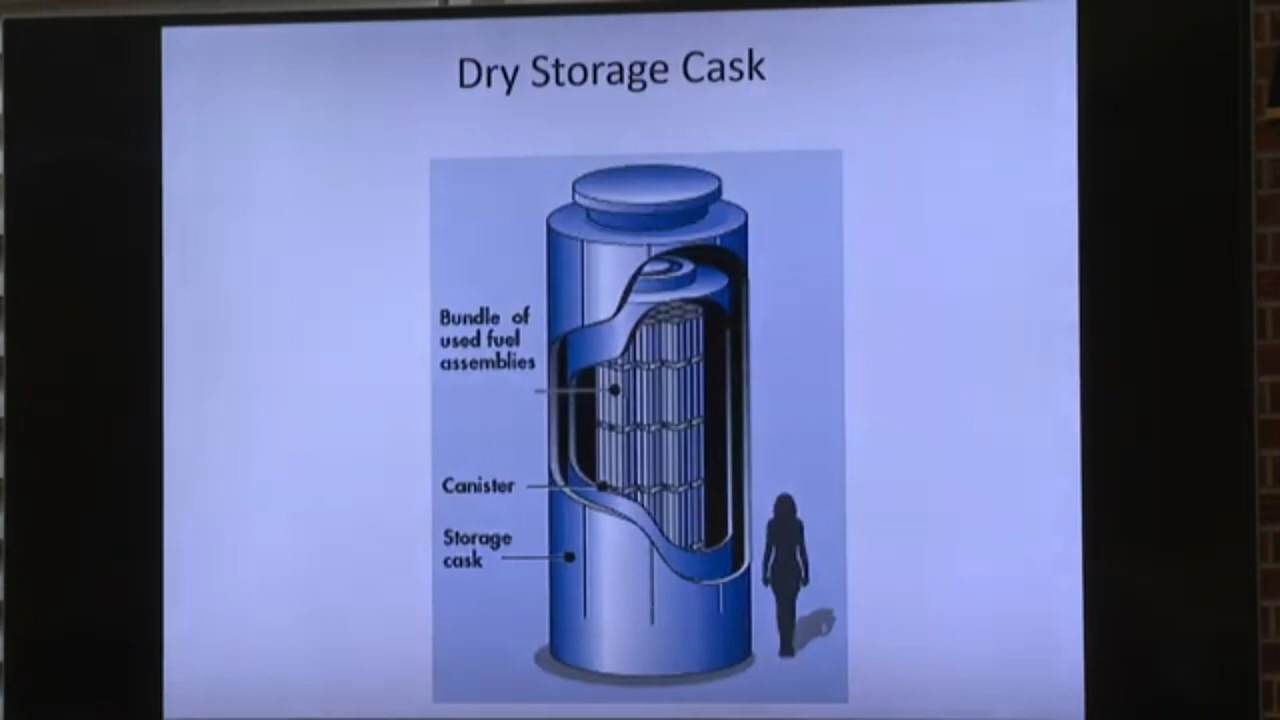 Dry Storage Cask
Bundle of
used fuel
assemblies
Canister
Storage
cask